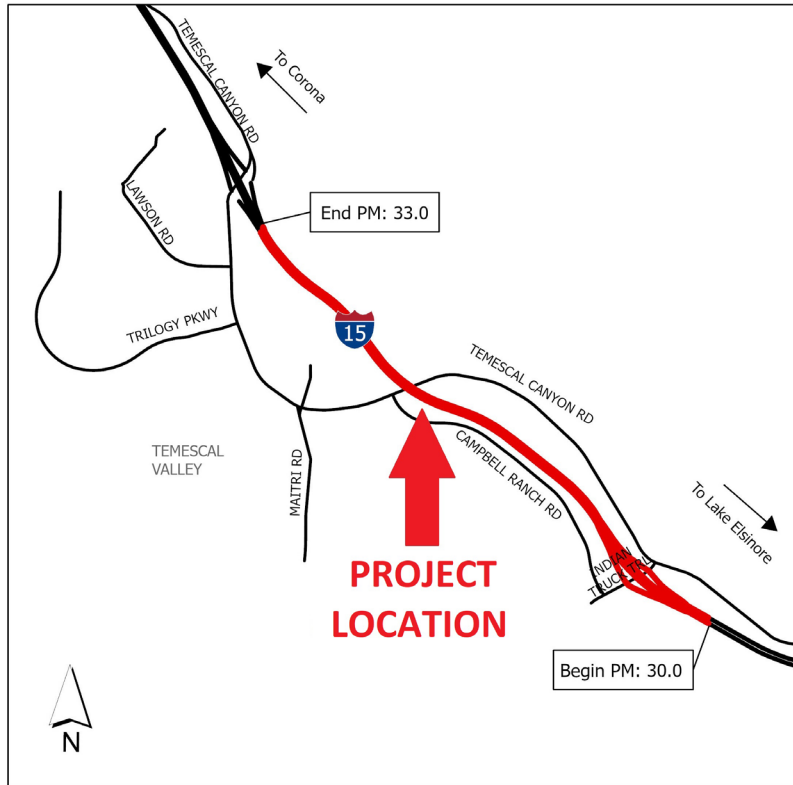 TEMESCAL CANYON RD
To Corona
LAWSON RD
End PM: 33.0
TRILOGY PKWY
15
TEMESCAL CANYON RD
TEMESCAL
VALLEY
MAITRI RD
CAMPBELL RANCH RD
To Lake Elsinore
INDIAN
TRUCK TRL
PROJECT
LOCATION
Begin PM: 30.0
N